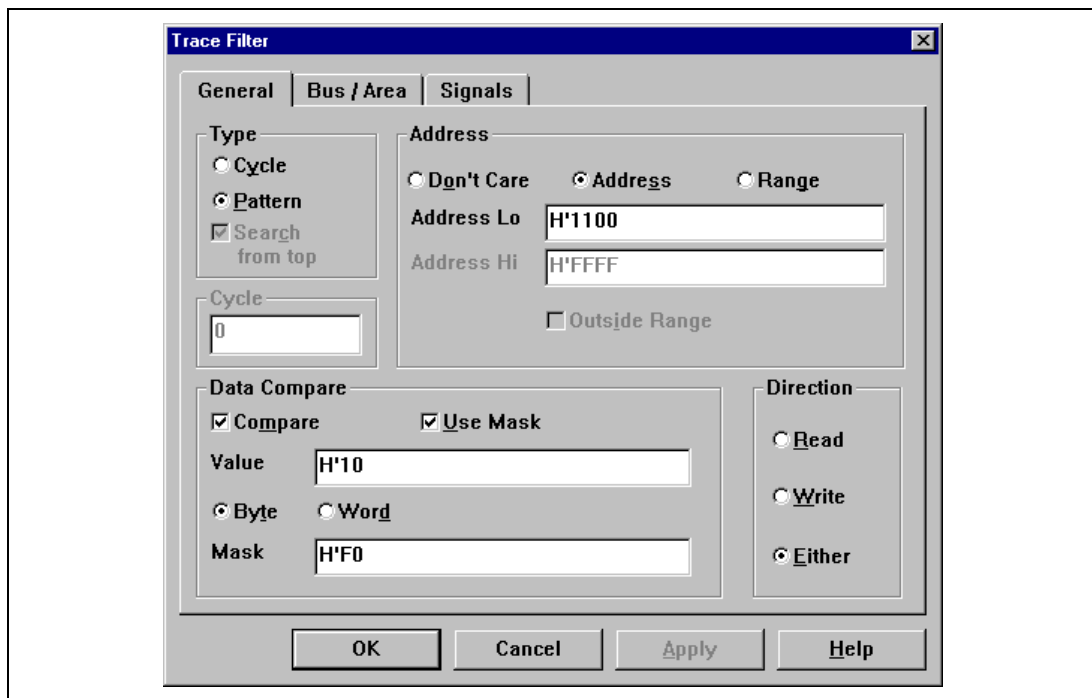 Trace Filter
General
Bus / Area
Signals
Type
Cycle
Pattern
Search
from top
Cycle
0
Address
Don't Care
Address
Range
Address Lo
H'1100
Address Hi
H'FFFF
Outside Range
Data Compare
Compare
Use Mask
Value
H'10
Byte
Word
Mask
H'F0
Direction
Read
Write
Either
OK
Cancel
Apply
Help